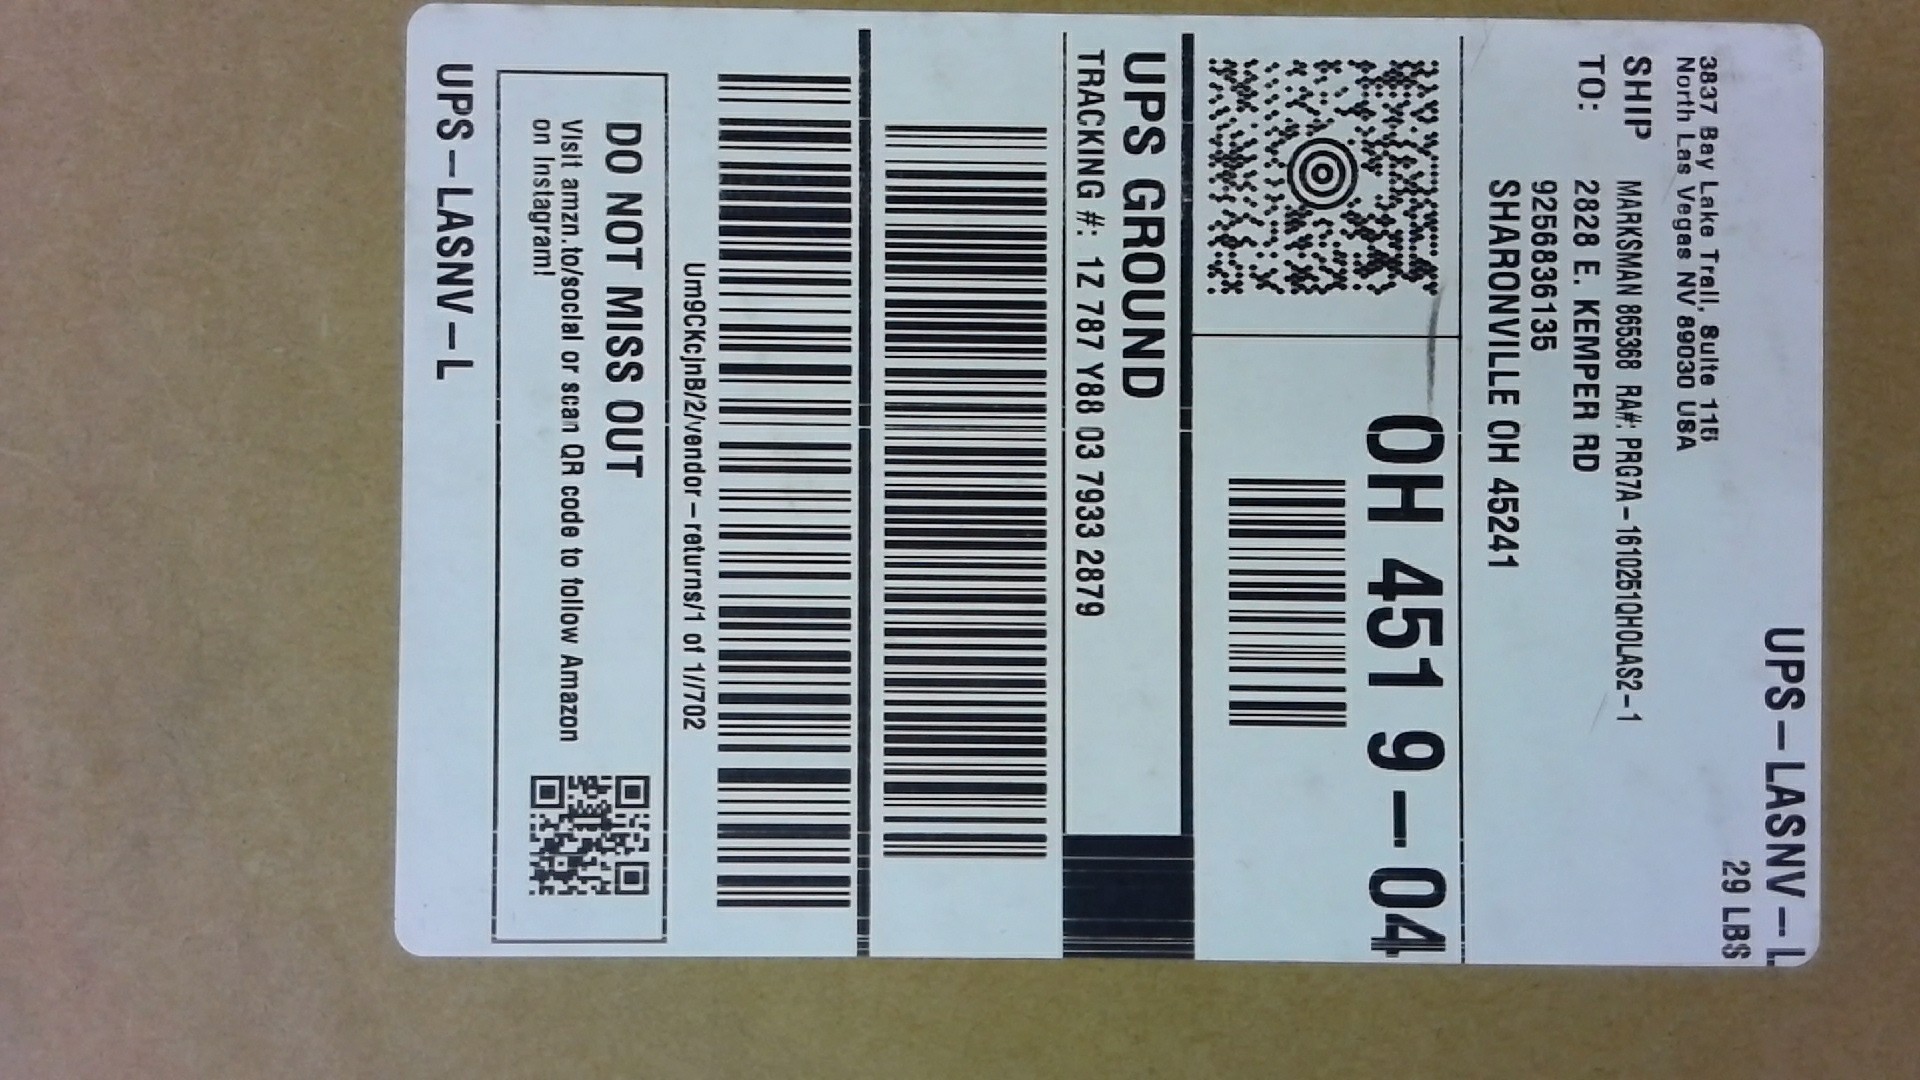 UPS-LASNV-L
29 LBS
3837 Bay Lake Trail, Suite 115
North Las Vegas NV 89030 USA
SHIP
TO:
MARKSMAN 865368 RA#: PRG7A-1610251QHOLAS2-1
2828 E. KEMPER RD
9256836135
SHARONVILLE OH 45241
OH 451 9-04
UPS GROUND
TRACKING #: 1Z 787 Y88 03 7933 2879
Um9CKcjnB/2/vendor-returns/1 of 1//702
DO NOT MISS OUT
Visit amzn.to/social or scan QR code to follow Amazon
on Instagram!
UPS-LASNV-L